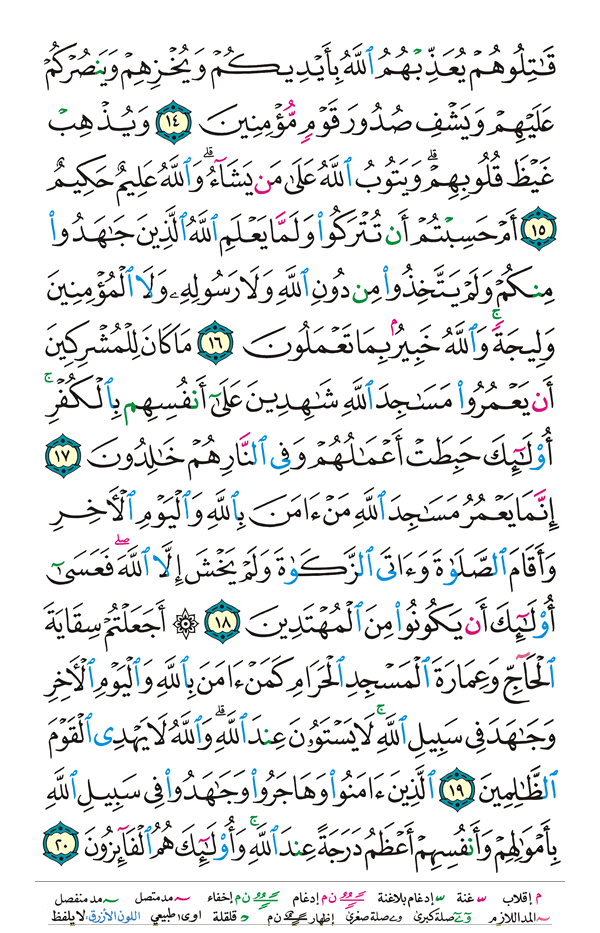 قَـٰتِلُوهُمْ يُعَذِّبْهُمُ ٱللَّهُ بِأَيْدِيكُمْ وَيُخْزِهِمْ وَيَنصُرْكُمْ
عَلَيْهِمْ وَيَشْفِ صُدُورَ قَوْمٍ مُّؤْمِنِينَ ١٤ وَيُذْهِبْ
غَيْظَ قُلُوبِهِمْ ۗ وَيَتُوبُ ٱللَّهُ عَلَىٰ مَن يَشَآءُ ۗ وَٱللَّهُ عَلِيمٌ حَكِيمٌ
١٥ أَمْ حَسِبْتُمْ أَن تُتْرَكُوا۟ وَلَمَّا يَعْلَمِ ٱللَّهُ ٱلَّذِينَ جَـٰهَدُوا۟
مِنكُمْ وَلَمْ يَتَّخِذُوا۟ مِن دُونِ ٱللَّهِ وَلَا رَسُولِهِۦ وَلَا ٱلْمُؤْمِنِينَ
وَلِيجَةً ۚ وَٱللَّهُ خَبِيرٌۢ بِمَا تَعْمَلُونَ ١٦ مَا كَانَ لِلْمُشْرِكِينَ
أَن يَعْمُرُوا۟ مَسَـٰجِدَ ٱللَّهِ شَـٰهِدِينَ عَلَىٰٓ أَنفُسِهِم بِٱلْكُفْرِ ۚ
أُو۟لَـٰٓئِكَ حَبِطَتْ أَعْمَـٰلُهُمْ وَفِى ٱلنَّارِ هُمْ خَـٰلِدُونَ ١٧
إِنَّمَا يَعْمُرُ مَسَـٰجِدَ ٱللَّهِ مَنْ ءَامَنَ بِٱللَّهِ وَٱلْيَوْمِ ٱلْـَٔاخِرِ
وَأَقَامَ ٱلصَّلَوٰةَ وَءَاتَى ٱلزَّكَوٰةَ وَلَمْ يَخْشَ إِلَّا ٱللَّهَ ۖ فَعَسَىٰٓ
أُو۟لَـٰٓئِكَ أَن يَكُونُوا۟ مِنَ ٱلْمُهْتَدِينَ ١٨ ۞ أَجَعَلْتُمْ سِقَايَةَ
ٱلْحَآجِّ وَعِمَارَةَ ٱلْمَسْجِدِ ٱلْحَرَامِ كَمَنْ ءَامَنَ بِٱللَّهِ وَٱلْيَوْمِ ٱلْـَٔاخِرِ
وَجَـٰهَدَ فِى سَبِيلِ ٱللَّهِ ۚ لَا يَسْتَوُۥنَ عِندَ ٱللَّهِ ۗ وَٱللَّهُ لَا يَهْدِى ٱلْقَوْمَ
ٱلظَّـٰلِمِينَ ١٩ ٱلَّذِينَ ءَامَنُوا۟ وَهَاجَرُوا۟ وَجَـٰهَدُوا۟ فِى سَبِيلِ ٱللَّهِ
بِأَمْوَٰلِهِمْ وَأَنفُسِهِمْ أَعْظَمُ دَرَجَةً عِندَ ٱللَّهِ ۚ وَأُو۟لَـٰٓئِكَ هُمُ ٱلْفَآئِزُونَ ٢٠
م إقلاب غنة إدغام بلاغنة ن م إدغام ن م إخفاء مد متصل مد منفصل
المد اللازم صلة كبرى و ے صلة صغرى إظهار ن م قلقلة اوى ا طبيعي اللون الأزرق: لا يلفظ